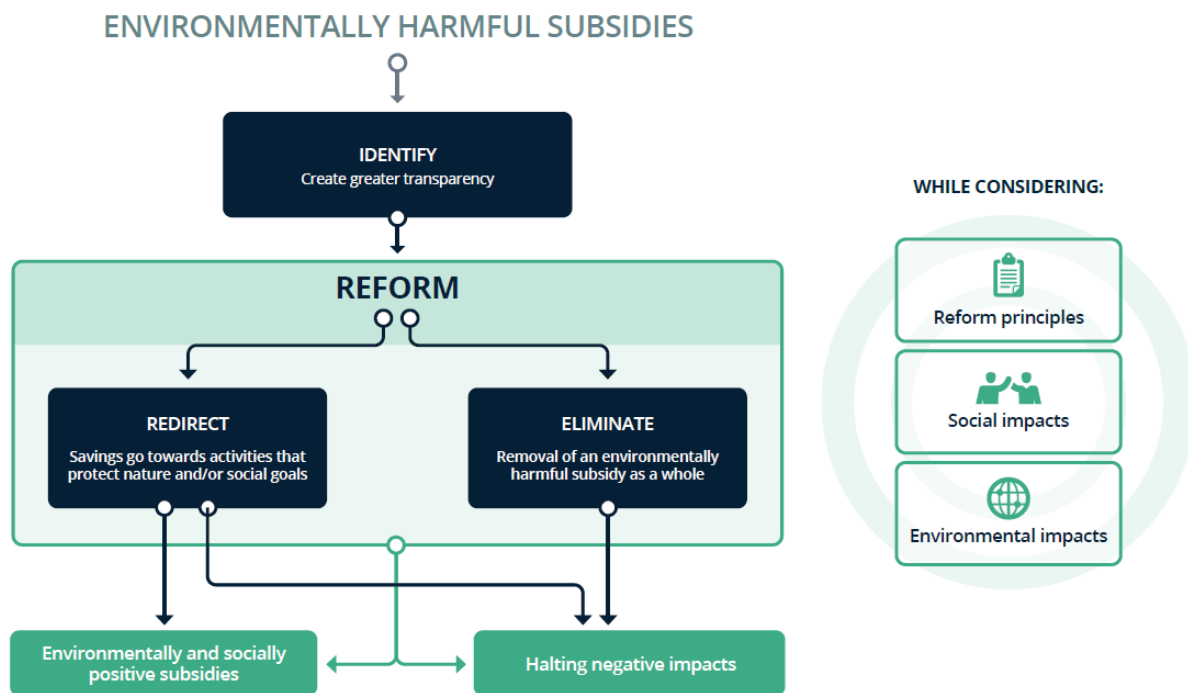 ENVIRONMENTALLY HARMFUL SUBSIDIES
IDENTIFY
Create greater transparency
REFORM
REDIRECT
Savings go towards activities that
protect nature and/or social goals
ELIMINATE
Removal of an environmentally
harmful subsidy as a whole
Environmentally and socially
positive subsidies
Halting negative impacts
WHILE CONSIDERING:
Reform principles
Social impacts
Environmental impacts